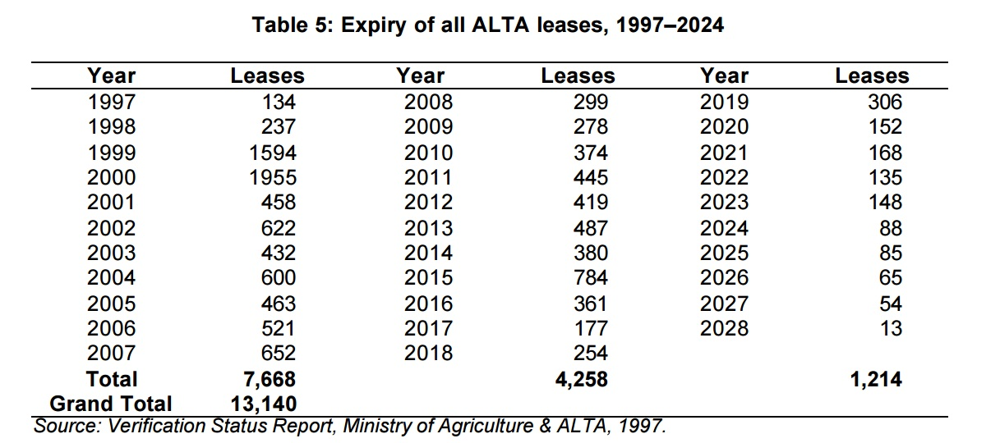 Table 5: Expiry of all ALTA leases, 1997–2024
Year Leases Year Leases Year Leases
1997 134 2008 299 2019 306
1998 237 2009 278 2020 152
1999 1594 2010 374 2021 168
2000 1955 2011 445 2022 135
2001 458 2012 419 2023 148
2002 622 2013 487 2024 88
2003 432 2014 380 2025 85
2004 600 2015 784 2026 65
2005 463 2016 361 2027 54
2006 521 2017 177 2028 13
2007 652 2018 254
Total 7,668 4,258 1,214
Grand Total 13,140
Source: Verification Status Report, Ministry of Agriculture & ALTA, 1997.